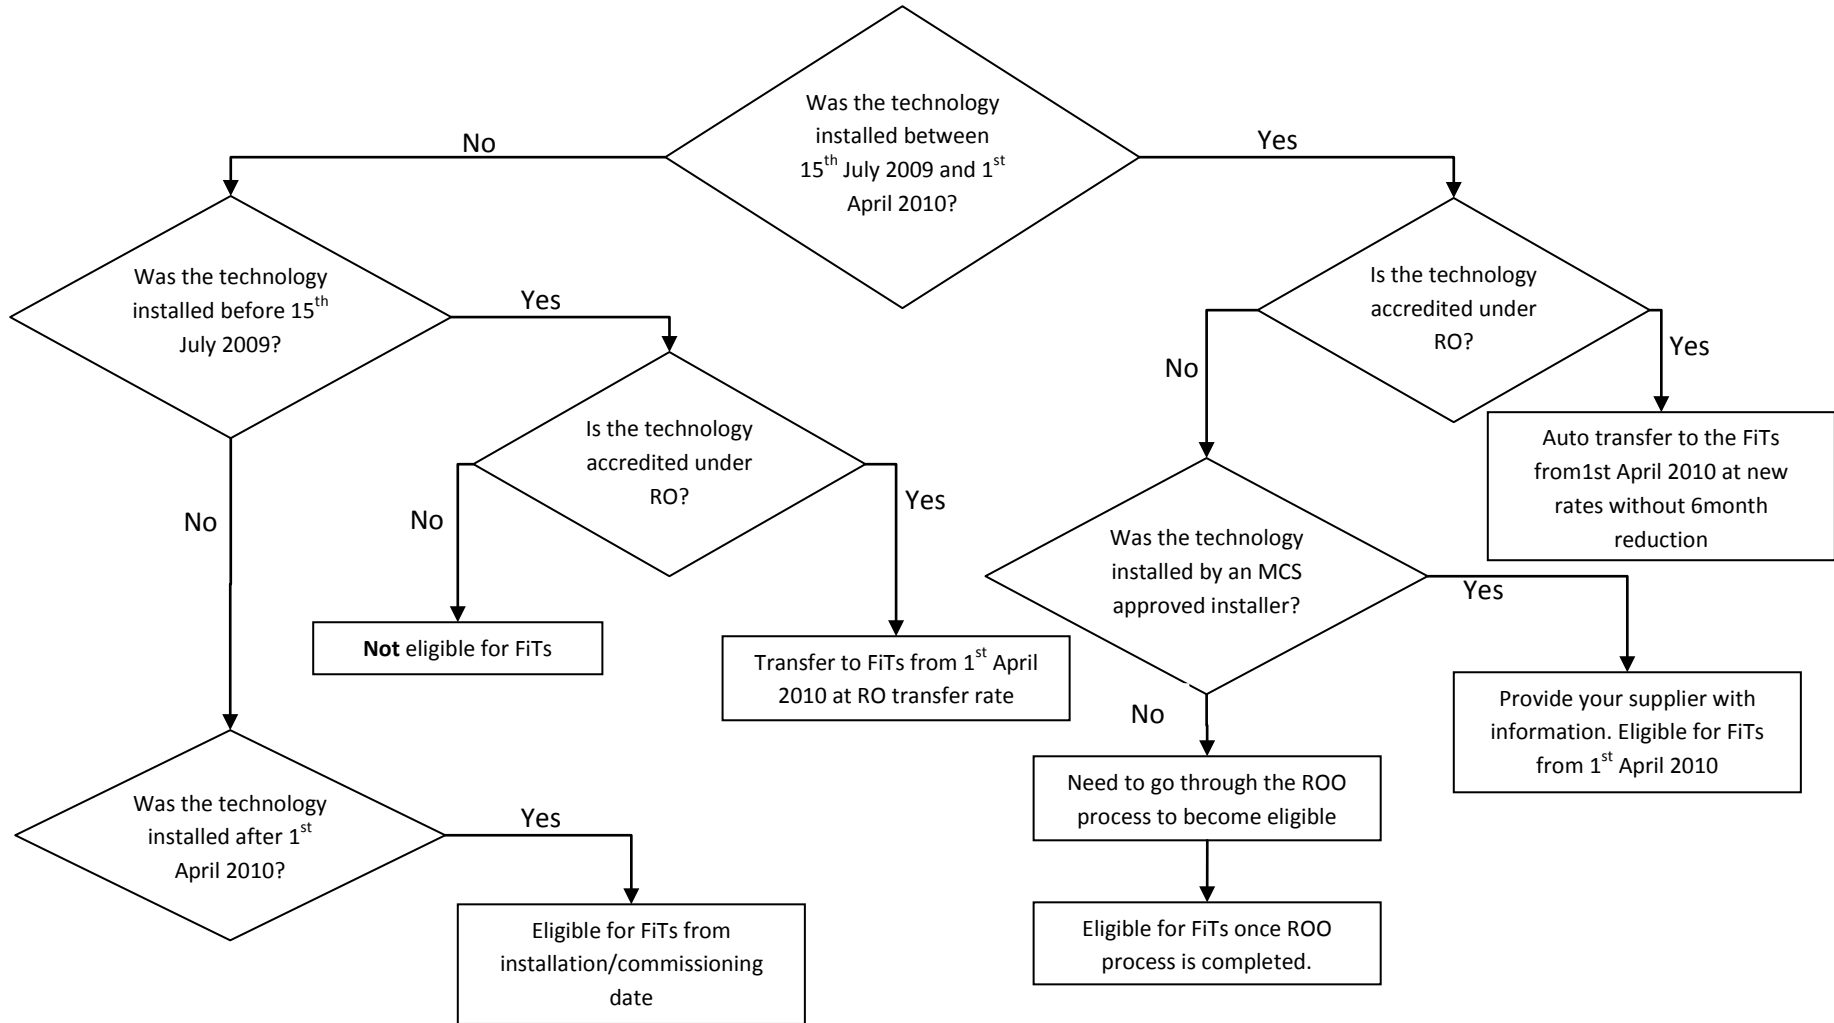 Was the technology
installed between
15th July 2009 and 1st
April 2010?
No
Yes
Was the technology
installed before 15th
July 2009?
Yes
Is the technology
accredited under
RO?
No
Yes
Is the technology
accredited under
RO?
No
Yes
Auto transfer to the FiTs
from1st April 2010 at new
rates without 6month
reduction
No
Not eligible for FiTs
Transfer to FiTs from 1st April
2010 at RO transfer rate
Was the technology
installed by an MCS
approved installer?
Yes
No
Provide your supplier with
information. Eligible for FiTs
from 1st April 2010
Need to go through the ROO
process to become eligible
Eligible for FiTs once ROO
process is completed.
Was the technology
installed after 1st
April 2010?
Yes
Eligible for FiTs from
installation/commissioning
date